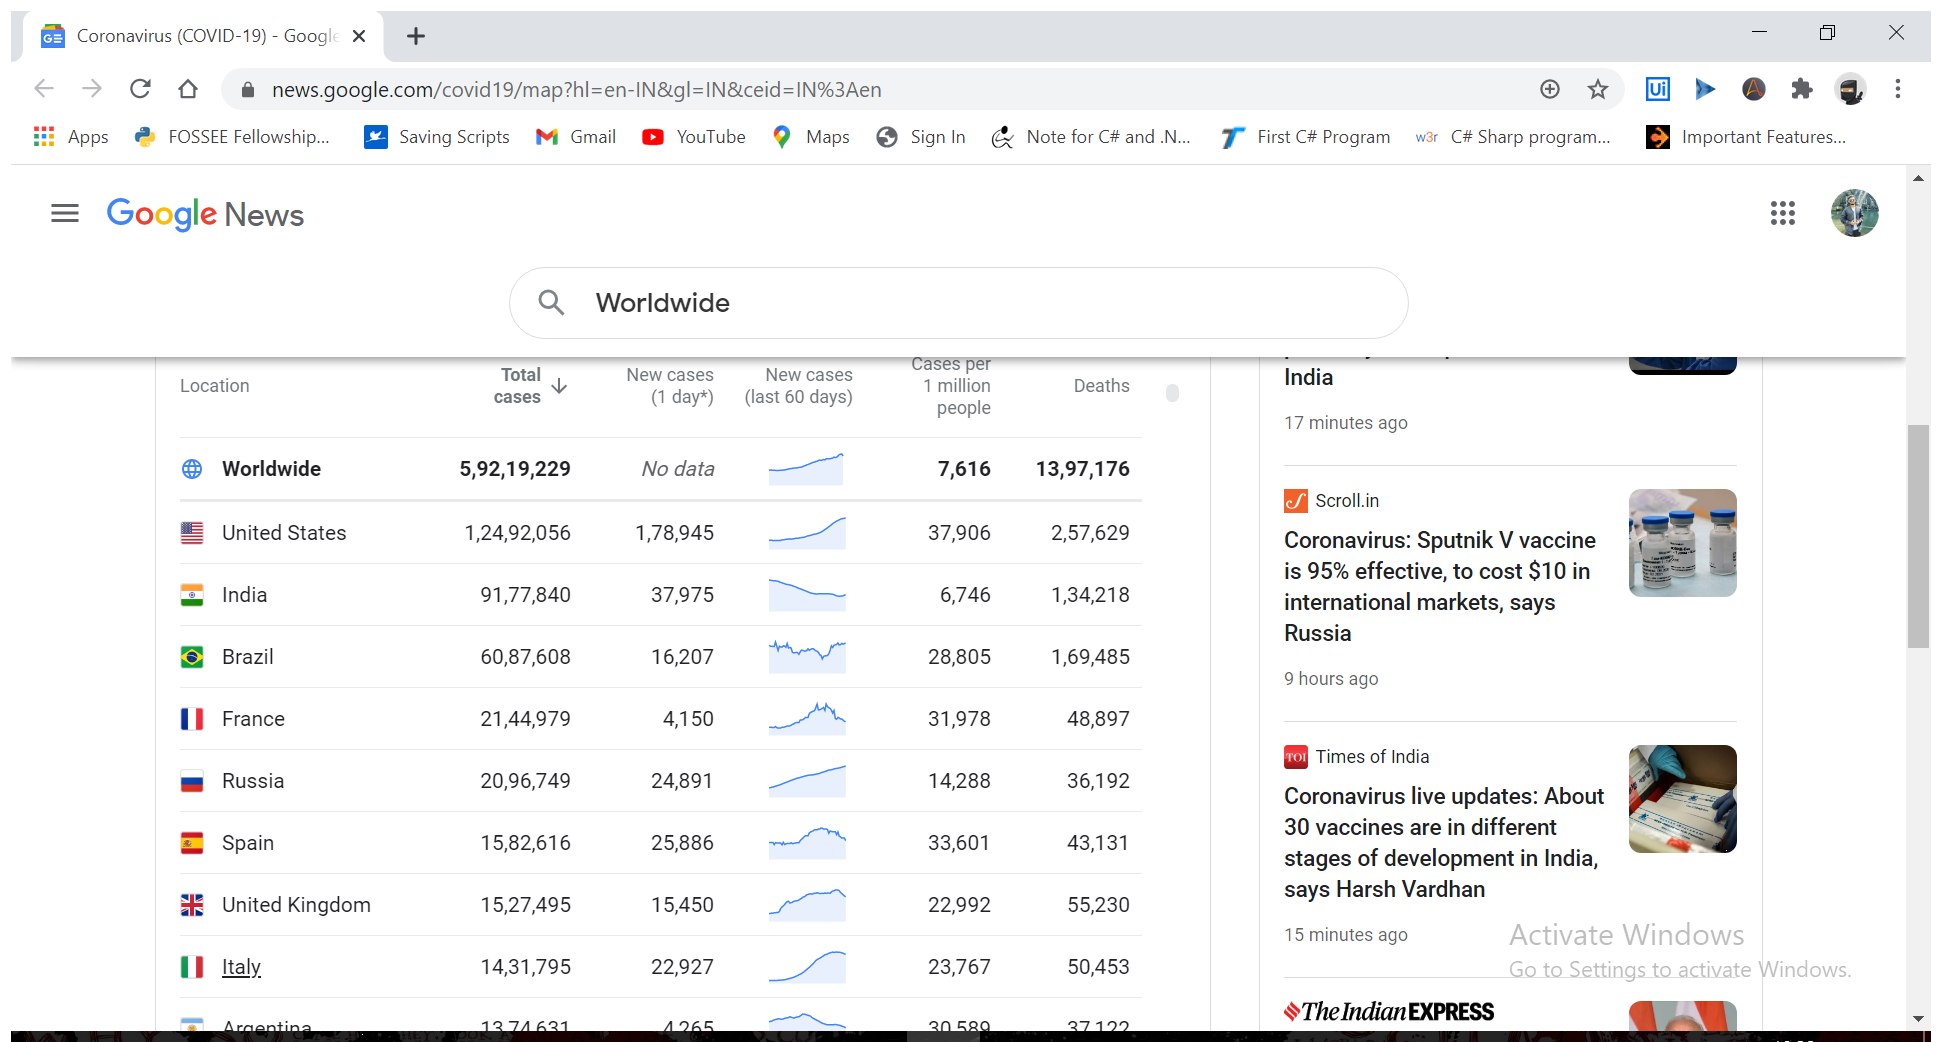 Coronavirus (COVID-19) - Google
news.google.com/covid19/map?hl=en-IN&gl=IN&ceid=IN%3Aen
Apps FOSSEE Fellowship... Saving Scripts Gmail YouTube Maps Sign In Note for C# and .N... First C# Program w3r C# Sharp program... Important Features...
Google News
Worldwide
Location Total cases New cases (1 day*) New cases (last 60 days) Cases per 1 million people Deaths
Worldwide 5,92,19,229 No data 7,616 13,97,176
United States 1,24,92,056 1,78,945 37,906 2,57,629
India 91,77,840 37,975 6,746 1,34,218
Brazil 60,87,608 16,207 28,805 1,69,485
France 21,44,979 4,150 31,978 48,897
Russia 20,96,749 24,891 14,288 36,192
Spain 15,82,616 25,886 33,601 43,131
United Kingdom 15,27,495 15,450 22,992 55,230
Italy 14,31,795 22,927 23,767 50,453
Argentina 13,74,631 4,265 30,589 37,122
India
17 minutes ago
Scroll.in
Coronavirus: Sputnik V vaccine
is 95% effective, to cost $10 in
international markets, says
Russia
9 hours ago
TOI Times of India
Coronavirus live updates: About
30 vaccines are in different
stages of development in India,
says Harsh Vardhan
15 minutes ago
The Indian EXPRESS
Activate Windows
Go to Settings to activate Windows.